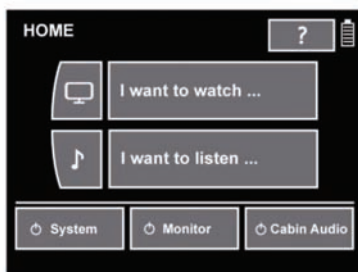 HOME
?
I want to watch ...
I want to listen ...
System
Monitor
Cabin Audio